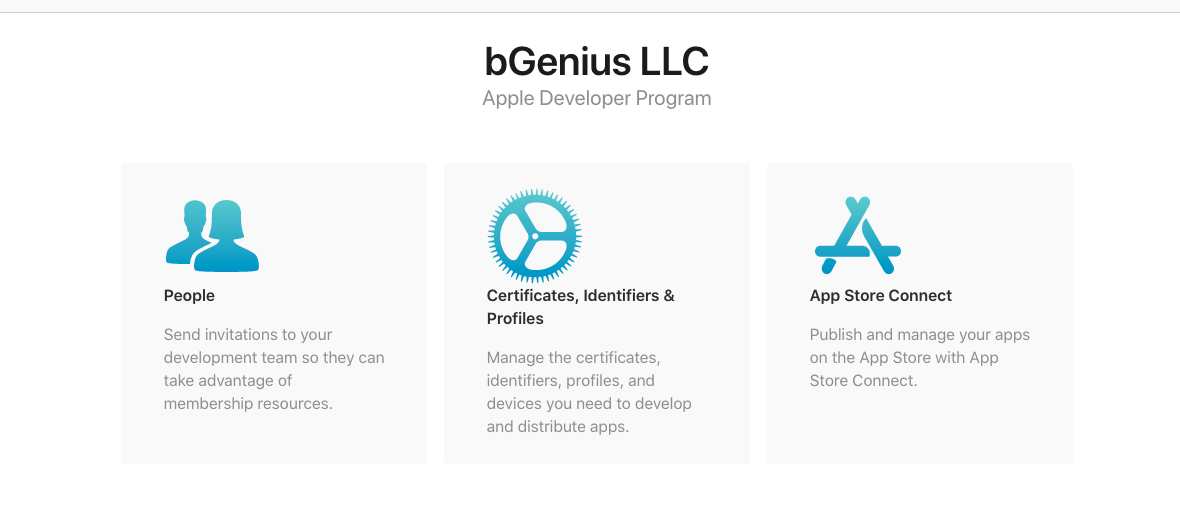 bGenius LLC
Apple Developer Program
People
Send invitations to your
development team so they can
take advantage of
membership resources.
Certificates, Identifiers &
Profiles
Manage the certificates,
identifiers, profiles, and
devices you need to develop
and distribute apps.
App Store Connect
Publish and manage your apps
on the App Store with App
Store Connect.